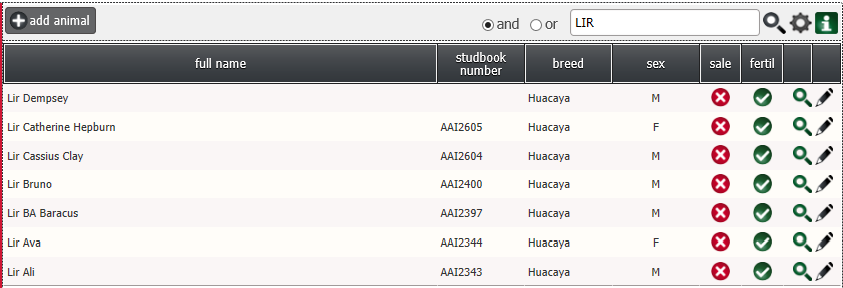 add animal and or LIR
full name studbook number breed sex sale fertil
Lir Dempsey Huacaya M
Lir Catherine Hepburn AAI2605 Huacaya F
Lir Cassius Clay AAI2604 Huacaya M
Lir Bruno AAI2400 Huacaya M
Lir BA Baracus AAI2397 Huacaya M
Lir Ava AAI2344 Huacaya F
Lir Ali AAI2343 Huacaya M